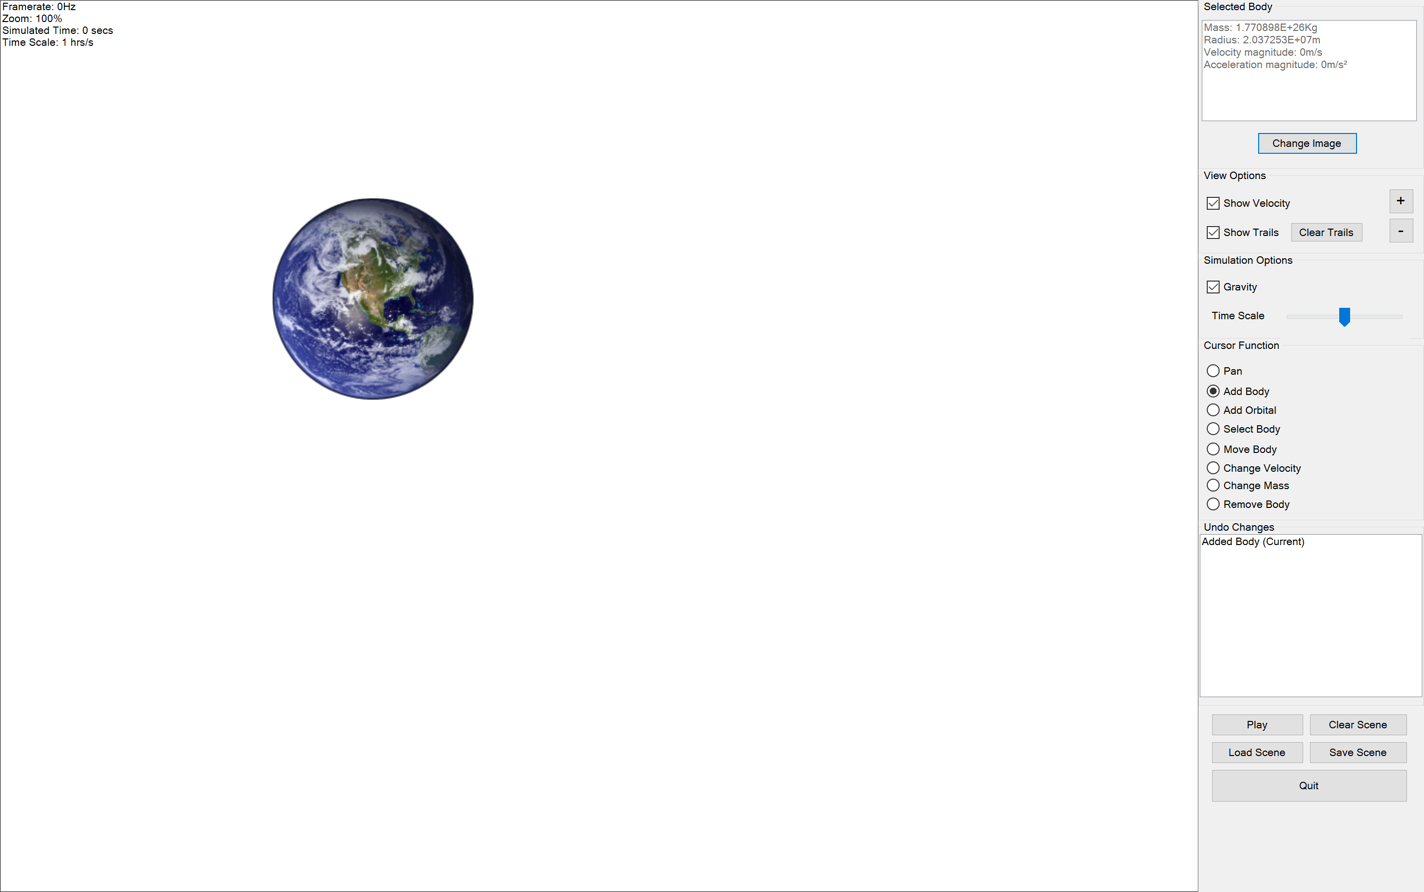 Framerate: 0Hz
Zoom: 100%
Simulated Time: 0 secs
Time Scale: 1 hrs/s
Selected Body
Mass: 1.770898E+26Kg
Radius: 2.037253E+07m
Velocity magnitude: 0m/s
Acceleration magnitude: 0m/s²
Change Image
View Options
Show Velocity
+
Show Trails
Clear Trails
-
Simulation Options
Gravity
Time Scale
Cursor Function
Pan
Add Body
Add Orbital
Select Body
Move Body
Change Velocity
Change Mass
Remove Body
Undo Changes
Added Body (Current)
Play
Clear Scene
Load Scene
Save Scene
Quit